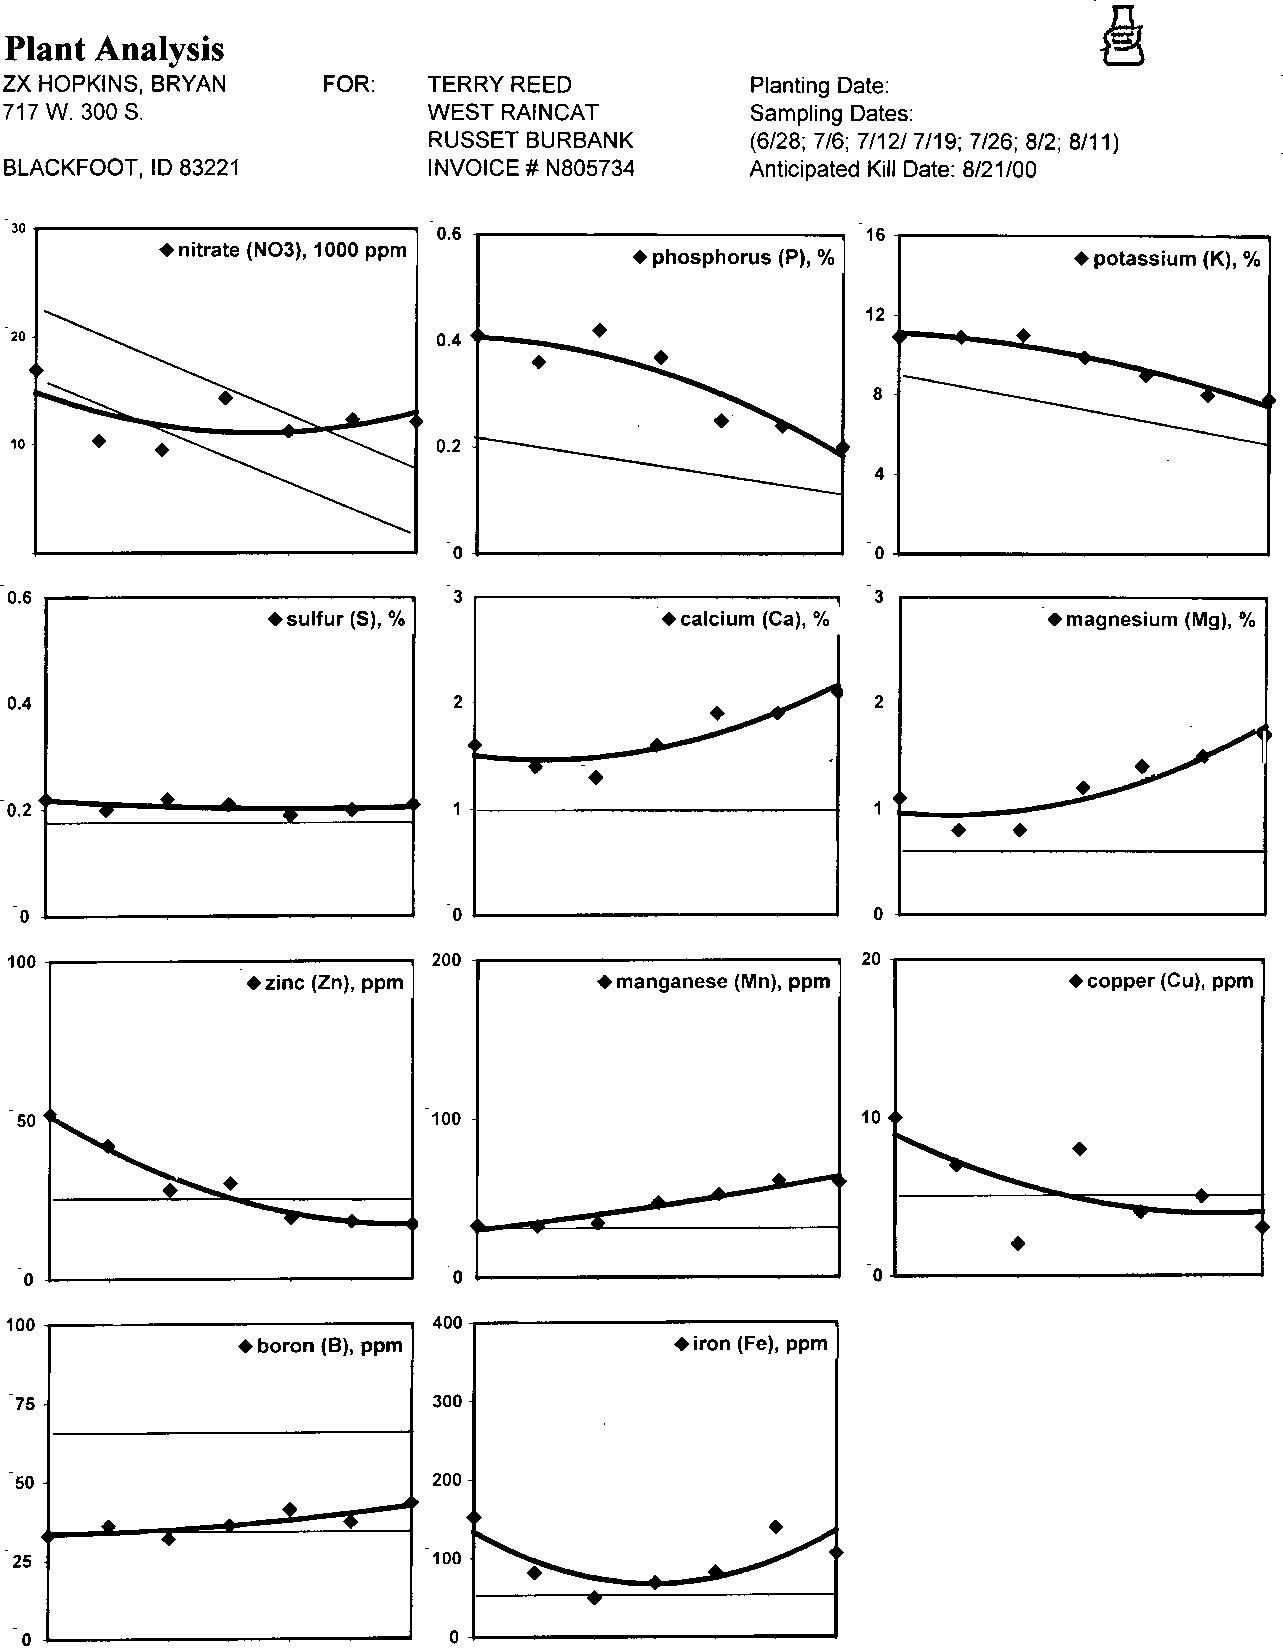 Plant Analysis
ZX HOPKINS, BRYAN FOR: TERRY REED Planting Date:
717 W. 300 S. WEST RAINCAT Sampling Dates:
RUSSET BURBANK (6/28; 7/6; 7/12/ 7/19; 7/26; 8/2; 8/11)
BLACKFOOT, ID 83221 INVOICE # N805734 Anticipated Kill Date: 8/21/00
30
nitrate (NO3), 1000 ppm
20
10
0.6
phosphorus (P), %
0.4
0.2
0
16
potassium (K), %
12
8
4
0
0.6
sulfur (S), %
0.4
0.2
0
3
calcium (Ca), %
2
1
0
3
magnesium (Mg), %
2
1
0
100
zinc (Zn), ppm
50
0
200
manganese (Mn), ppm
100
0
20
copper (Cu), ppm
10
0
100
boron (B), ppm
75
50
25
0
400
iron (Fe), ppm
300
200
100
0